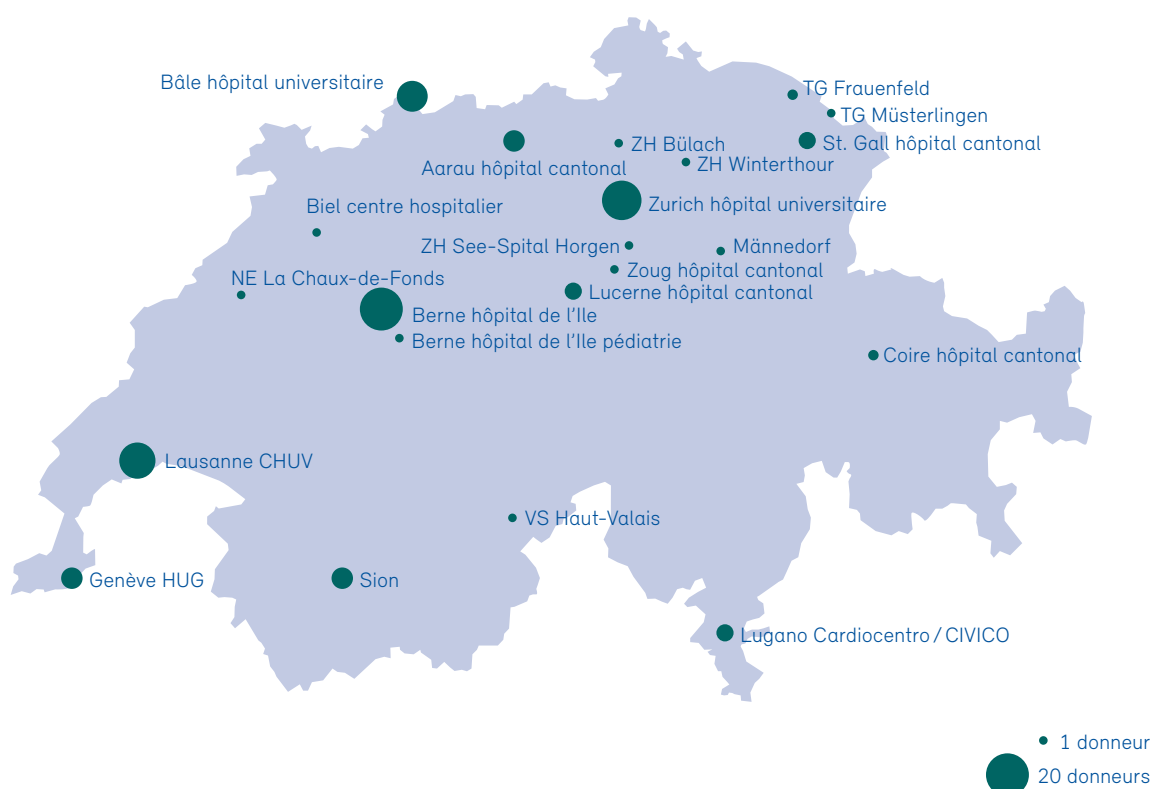 Bâle hôpital universitaire
TG Frauenfeld
TG Müsterlingen
ZH Bülach
St. Gall hôpital cantonal
Aarau hôpital cantonal
ZH Winterthour
Biel centre hospitalier
Zurich hôpital universitaire
ZH See-Spital Horgen
Männedorf
Zoug hôpital cantonal
NE La Chaux-de-Fonds
Lucerne hôpital cantonal
Berne hôpital de l'Ile
Berne hôpital de l'Ile pédiatrie
Coire hôpital cantonal
Lausanne CHUV
VS Haut-Valais
Genève HUG
Sion
Lugano Cardiocentro / CIVICO
1 donneur
20 donneurs